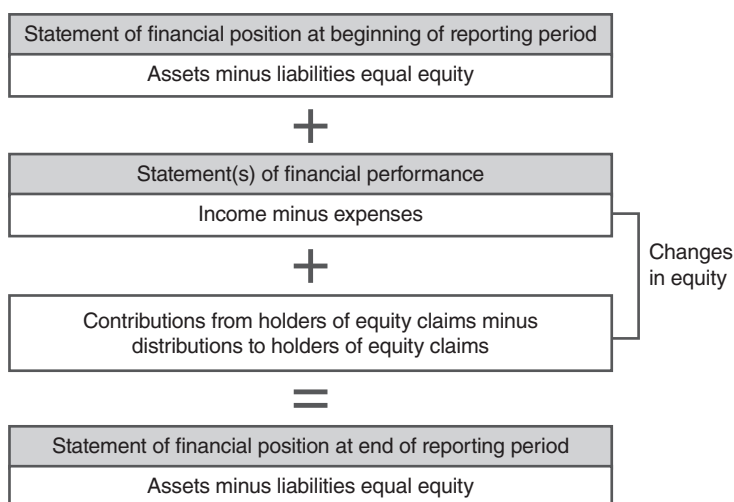 Statement of financial position at beginning of reporting period
Assets minus liabilities equal equity
+
Statement(s) of financial performance
Income minus expenses
+
Changes
in equity
Contributions from holders of equity claims minus
distributions to holders of equity claims
=
Statement of financial position at end of reporting period
Assets minus liabilities equal equity